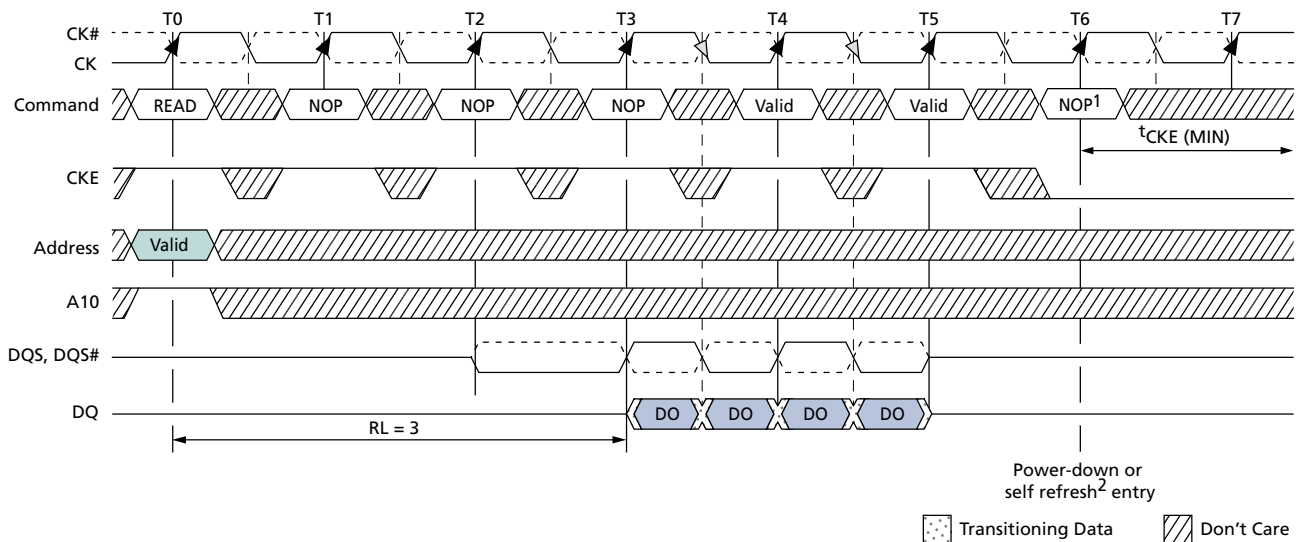 T0 T1 T2 T3 T4 T5 T6 T7
CK#
CK
Command READ NOP NOP NOP Valid Valid NOP1
tCKE (MIN)
CKE
Address Valid
A10
DQS, DQS#
DQ DO DO DO DO
RL = 3
Power-down or
self refresh2 entry
Transitioning Data Don't Care